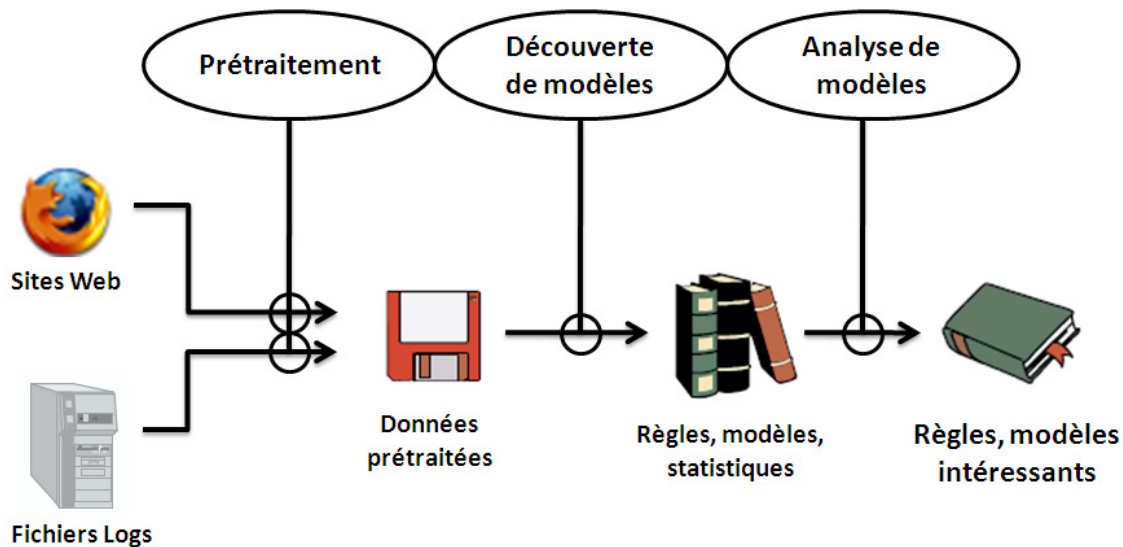 Prétraitement
Découverte
de modèles
Analyse de
modèles
Sites Web
Fichiers Logs
Données
prétraitées
Règles, modèles,
statistiques
Règles, modèles
intéressants